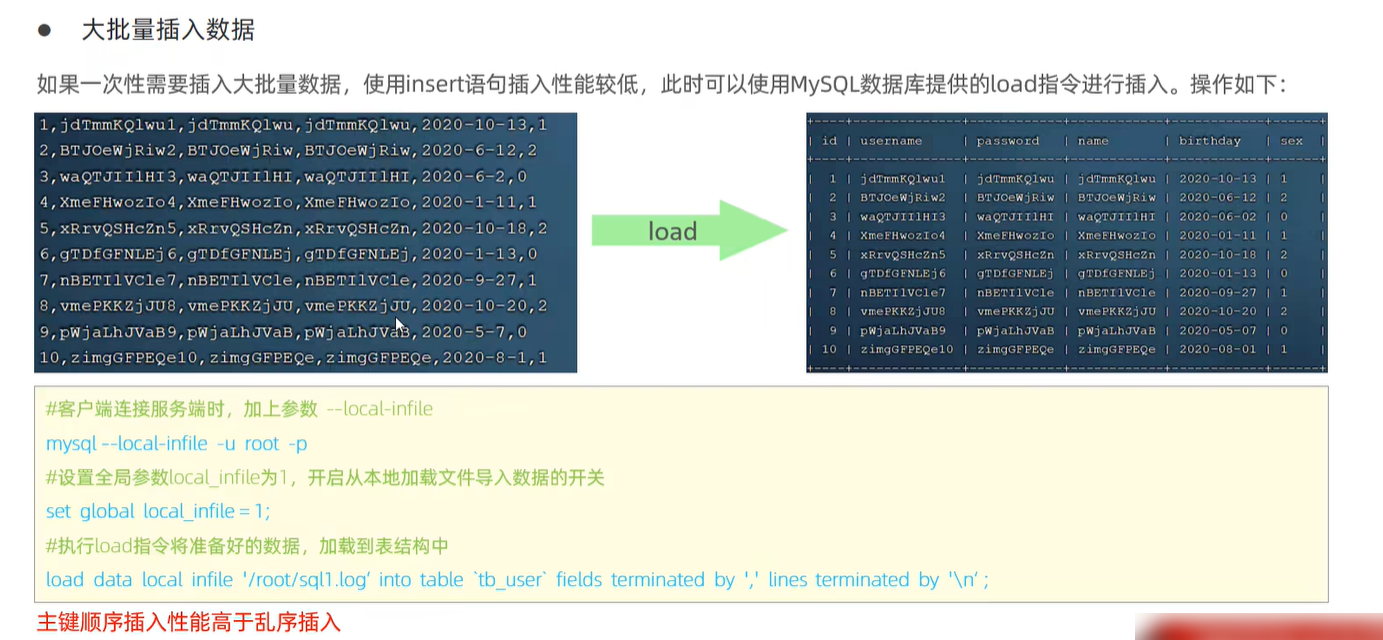 ● 大批量插入数据
如果一次性需要插入大批量数据，使用insert语句插入性能较低，此时可以使用MySQL数据库提供的load指令进行插入。操作如下：
1,jdTmmKQlwu1,jdTmmKQlwu,jdTmmKQlwu,2020-10-13,1
2,BTJOeWjRiw2,BTJOeWjRiw,BTJOeWjRiw,2020-6-12,2
3,waQTJIIlHI3,waQTJIIlHI,waQTJIIlHI,2020-6-2,0
4,XmeFHwozIo4,XmeFHwozIo,XmeFHwozIo,2020-1-11,1
5,xRrvQSHcZn5,xRrvQSHcZn,xRrvQSHcZn,2020-10-18,2
6,gTDfGFNLEj6,gTDfGFNLEj,gTDfGFNLEj,2020-1-13,0
7,nBETIlVCle7,nBETIlVCle,nBETIlVCle,2020-9-27,1
8,vmePKKZjJU8,vmePKKZjJU,vmePKKZjJU,2020-10-20,2
9,pWjaLhJVaB9,pWjaLhJVaB,pWjaLhJVaB,2020-5-7,0
10,zimgGFPEQe10,zimgGFPEQe,zimgGFPEQe,2020-8-1,1
load
| id | username | password | name | birthday | sex |
| 1 | jdTmmKQlwu1 | jdTmmKQlwu | jdTmmKQlwu | 2020-10-13 | 1 |
| 2 | BTJOeWjRiw2 | BTJOeWjRiw | BTJOeWjRiw | 2020-06-12 | 2 |
| 3 | waQTJIIlHI3 | waQTJIIlHI | waQTJIIlHI | 2020-06-02 | 0 |
| 4 | XmeFHwozIo4 | XmeFHwozIo | XmeFHwozIo | 2020-01-11 | 1 |
| 5 | xRrvQSHcZn5 | xRrvQSHcZn | xRrvQSHcZn | 2020-10-18 | 2 |
| 6 | gTDfGFNLEj6 | gTDfGFNLEj | gTDfGFNLEj | 2020-01-13 | 0 |
| 7 | nBETIlVCle7 | nBETIlVCle | nBETIlVCle | 2020-09-27 | 1 |
| 8 | vmePKKZjJU8 | vmePKKZjJU | vmePKKZjJU | 2020-10-20 | 2 |
| 9 | pWjaLhJVaB9 | pWjaLhJVaB | pWjaLhJVaB | 2020-05-07 | 0 |
| 10 | zimgGFPEQe10 | zimgGFPEQe | zimgGFPEQe | 2020-08-01 | 1 |
#客户端连接服务端时，加上参数 --local-infile
mysql --local-infile -u root -p
#设置全局参数local_infile为1，开启从本地加载文件导入数据的开关
set global local_infile = 1;
#执行load指令将准备好的数据，加载到表结构中
load data local infile '/root/sql1.log’ into table `tb_user` fields terminated by ',' lines terminated by '\n’ ;
主键顺序插入性能高于乱序插入